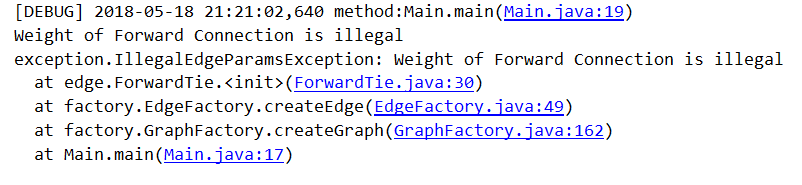 [DEBUG] 2018-05-18 21:21:02,640 method:Main.main(Main.java:19)
Weight of Forward Connection is illegal
exception.IllegalEdgeParamsException: Weight of Forward Connection is illegal
at edge.ForwardTie.<init>(ForwardTie.java:30)
at factory.EdgeFactory.createEdge(EdgeFactory.java:49)
at factory.GraphFactory.createGraph(GraphFactory.java:162)
at Main.main(Main.java:17)